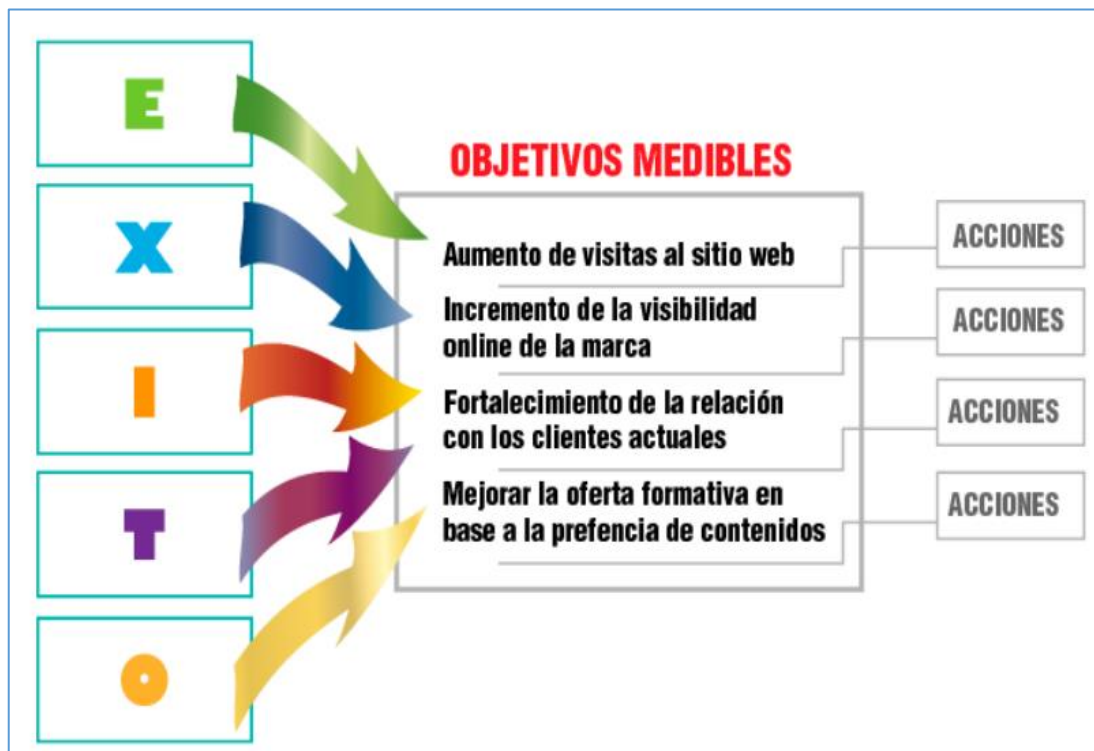 E
X
I
T
O
OBJETIVOS MEDIBLES
Aumento de visitas al sitio web
Incremento de la visibilidad
online de la marca
Fortalecimiento de la relación
con los clientes actuales
Mejorar la oferta formativa en
base a la prefencia de contenidos
ACCIONES
ACCIONES
ACCIONES
ACCIONES